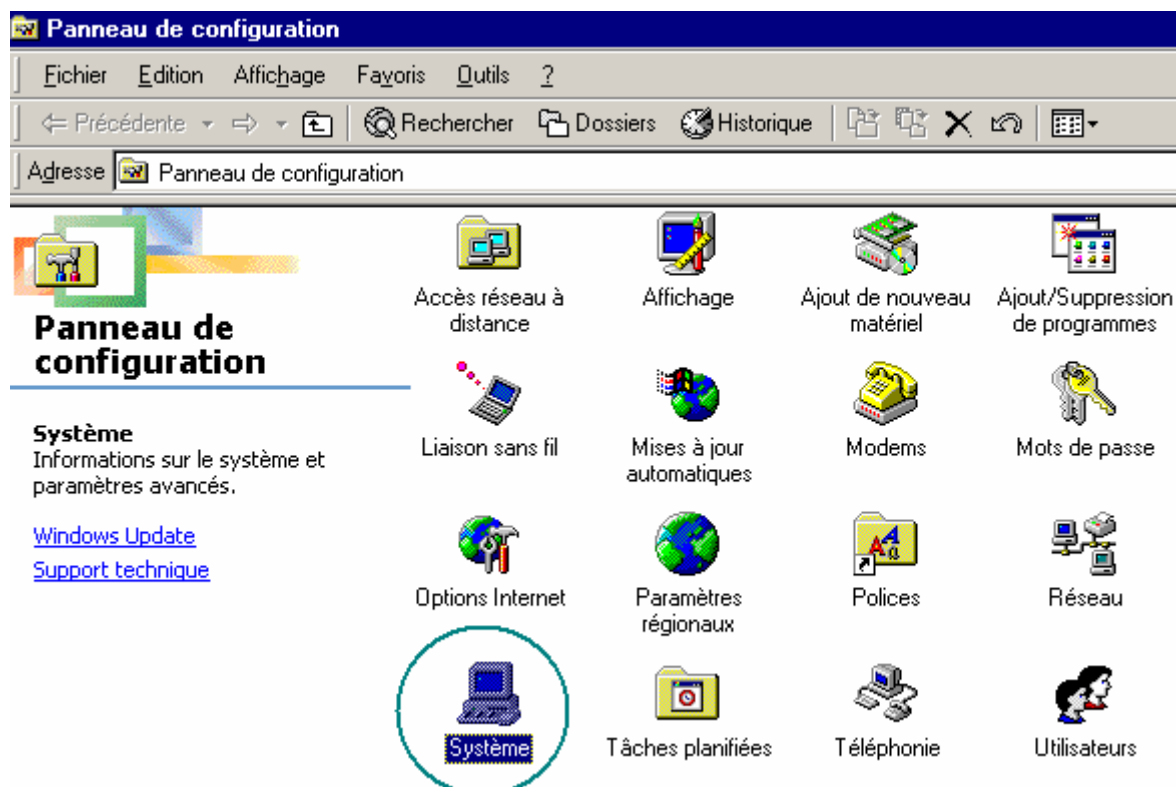 Panneau de configuration
Fichier Edition Affichage Favoris Outils ?
Précédente Rechercher Dossiers Historique
Adresse Panneau de configuration
Panneau de
configuration
Système
Informations sur le système et
paramètres avancés.
Windows Update
Support technique
Accès réseau à
distance
Affichage
Ajout de nouveau
matériel
Ajout/Suppression
de programmes
Liaison sans fil
Mises à jour
automatiques
Modems
Mots de passe
Options Internet
Paramètres
régionaux
Polices
Réseau
Système
Tâches planifiées
Téléphonie
Utilisateurs